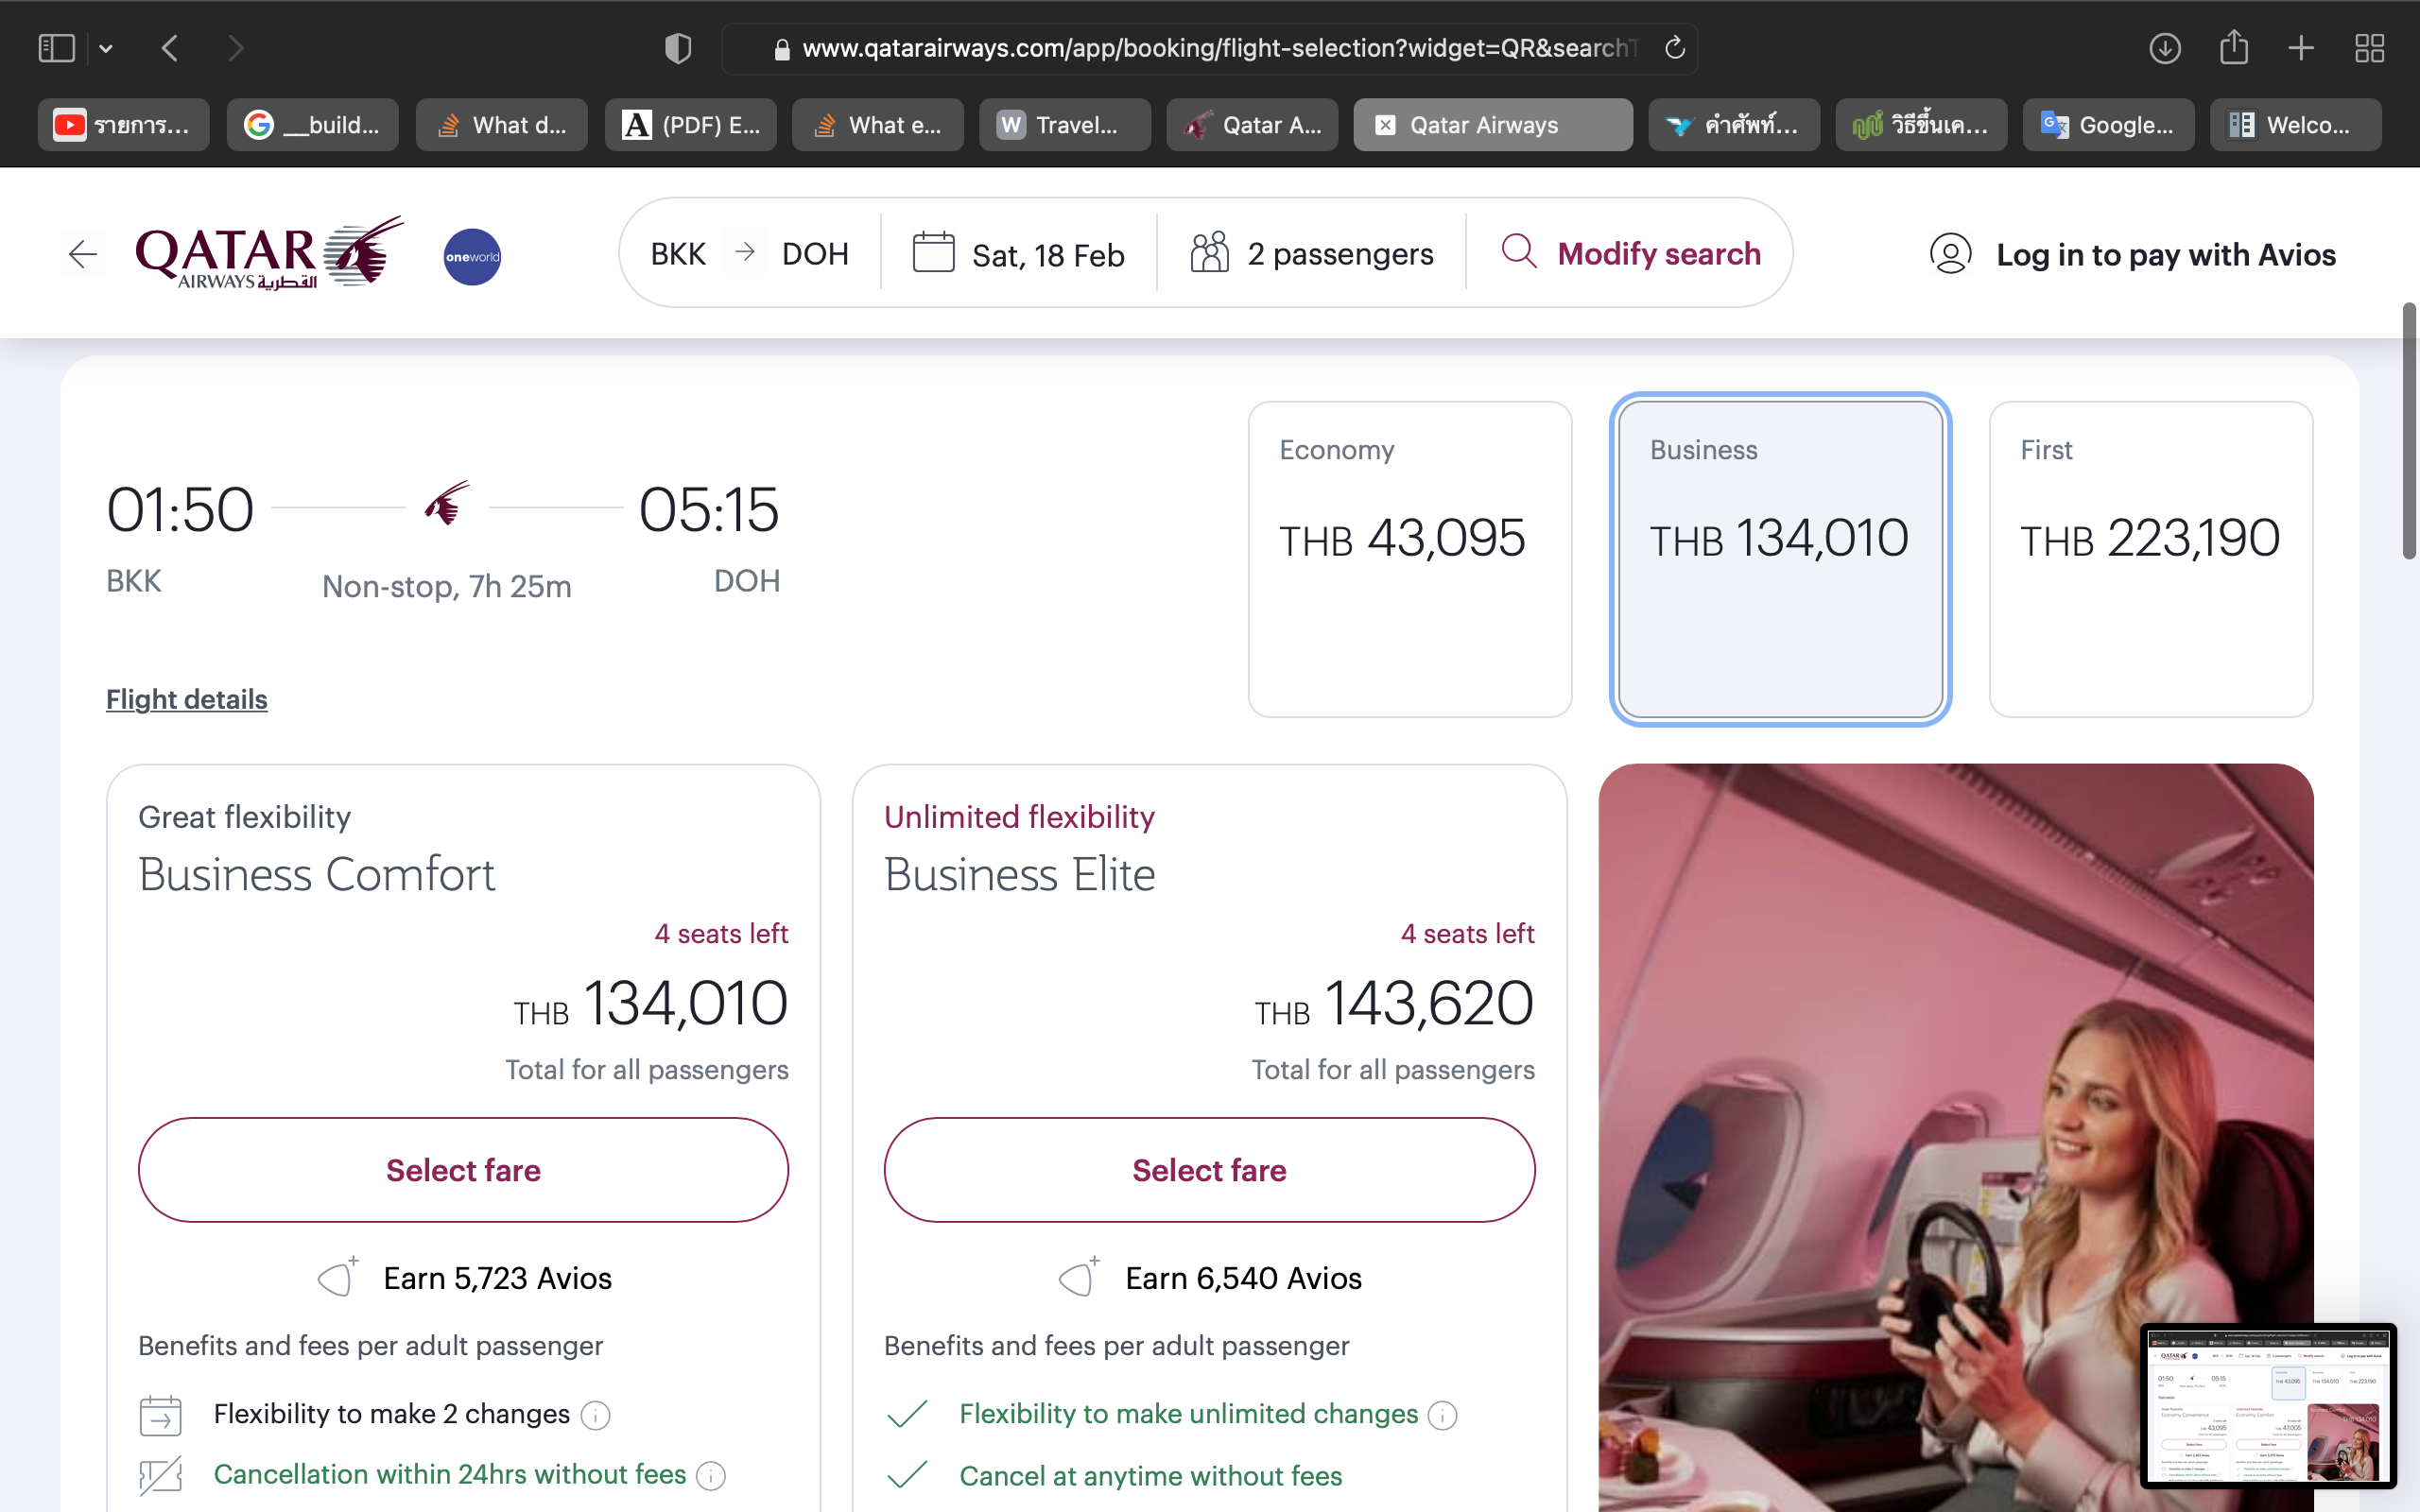 www.qatarairways.com/app/booking/flight-selection?widget=QR&searchT
รายการ...
__build...
What d...
(PDF) E...
What e...
Travel...
Qatar A...
Qatar Airways
คำศัพท์...
วิธีขึ้นเค...
Google...
Welco...
QATAR
AIRWAYS القطرية
oneworld
BKK → DOH
Sat, 18 Feb
2 passengers
Modify search
Log in to pay with Avios
01:50
05:15
BKK
Non-stop, 7h 25m
DOH
Flight details
Economy
THB 43,095
Business
THB 134,010
First
THB 223,190
Great flexibility
Business Comfort
4 seats left
THB 134,010
Total for all passengers
Select fare
Earn 5,723 Avios
Benefits and fees per adult passenger
Flexibility to make 2 changes
Cancellation within 24hrs without fees
Unlimited flexibility
Business Elite
4 seats left
THB 143,620
Total for all passengers
Select fare
Earn 6,540 Avios
Benefits and fees per adult passenger
Flexibility to make unlimited changes
Cancel at anytime without fees